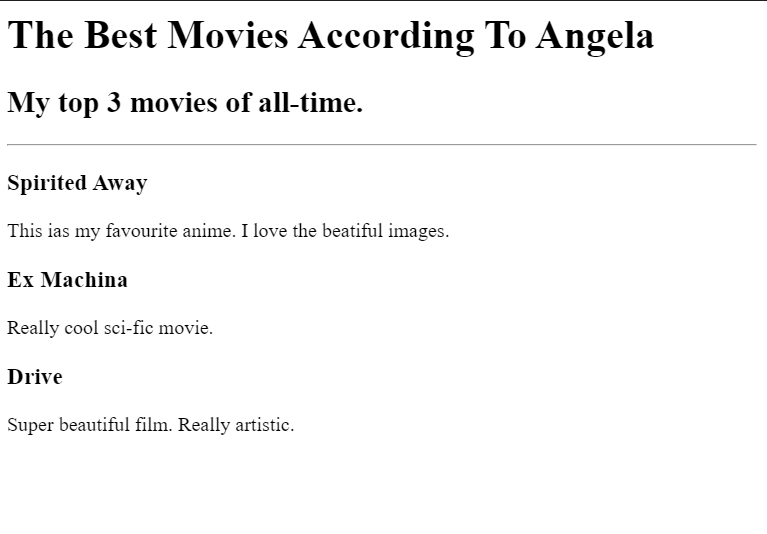 The Best Movies According To Angela
My top 3 movies of all-time.
Spirited Away
This ias my favourite anime. I love the beatiful images.
Ex Machina
Really cool sci-fic movie.
Drive
Super beautiful film. Really artistic.